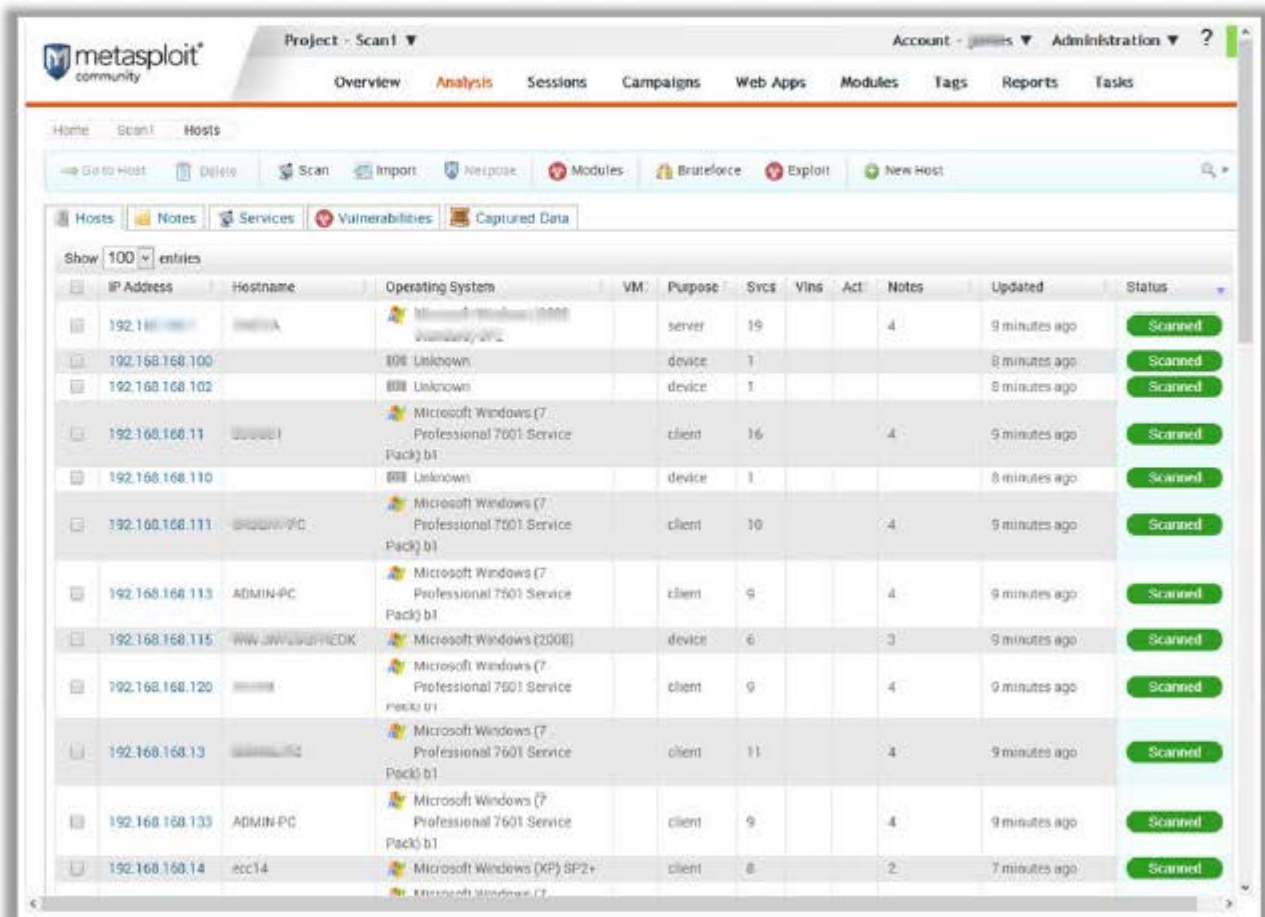 metasploit®
community
Project - Scan1 ▼
Account - ▼ Administration ▼ ?
Overview Analysis Sessions Campaigns Web Apps Modules Tags Reports Tasks
Home Scan1 Hosts
Go to Host Delete Scan Import Nexpose Modules Bruteforce Exploit New Host
Hosts Notes Services Vulnerabilities Captured Data
Show 100 entries
IP Address Hostname Operating System VM Purpose Svcs Vlns Act Notes Updated Status
192.1 server 19 4 9 minutes ago Scanned
192.168.168.100 Unknown device 1 8 minutes ago Scanned
192.168.168.102 Unknown device 1 8 minutes ago Scanned
192.168.168.11 Microsoft Windows (7
Professional 7601 Service
Pack) b1 client 16 4 9 minutes ago Scanned
192.168.168.110 Unknown device 1 8 minutes ago Scanned
192.168.168.111 Microsoft Windows (7
Professional 7601 Service
Pack) b1 client 10 4 9 minutes ago Scanned
192.168.168.113 ADMIN-PC Microsoft Windows (7
Professional 7601 Service
Pack) b1 client 9 4 9 minutes ago Scanned
192.168.168.115 Microsoft Windows (2008) device 6 3 9 minutes ago Scanned
192.168.168.120 Microsoft Windows (7
Professional 7601 Service
Pack) b1 client 9 4 9 minutes ago Scanned
192.168.168.13 Microsoft Windows (7
Professional 7601 Service
Pack) b1 client 11 4 9 minutes ago Scanned
192.168.168.133 ADMIN-PC Microsoft Windows (7
Professional 7601 Service
Pack) b1 client 9 4 9 minutes ago Scanned
192.168.168.14 ecc14 Microsoft Windows (XP) SP2+ client 8 2 7 minutes ago Scanned
Microsoft Windows (7